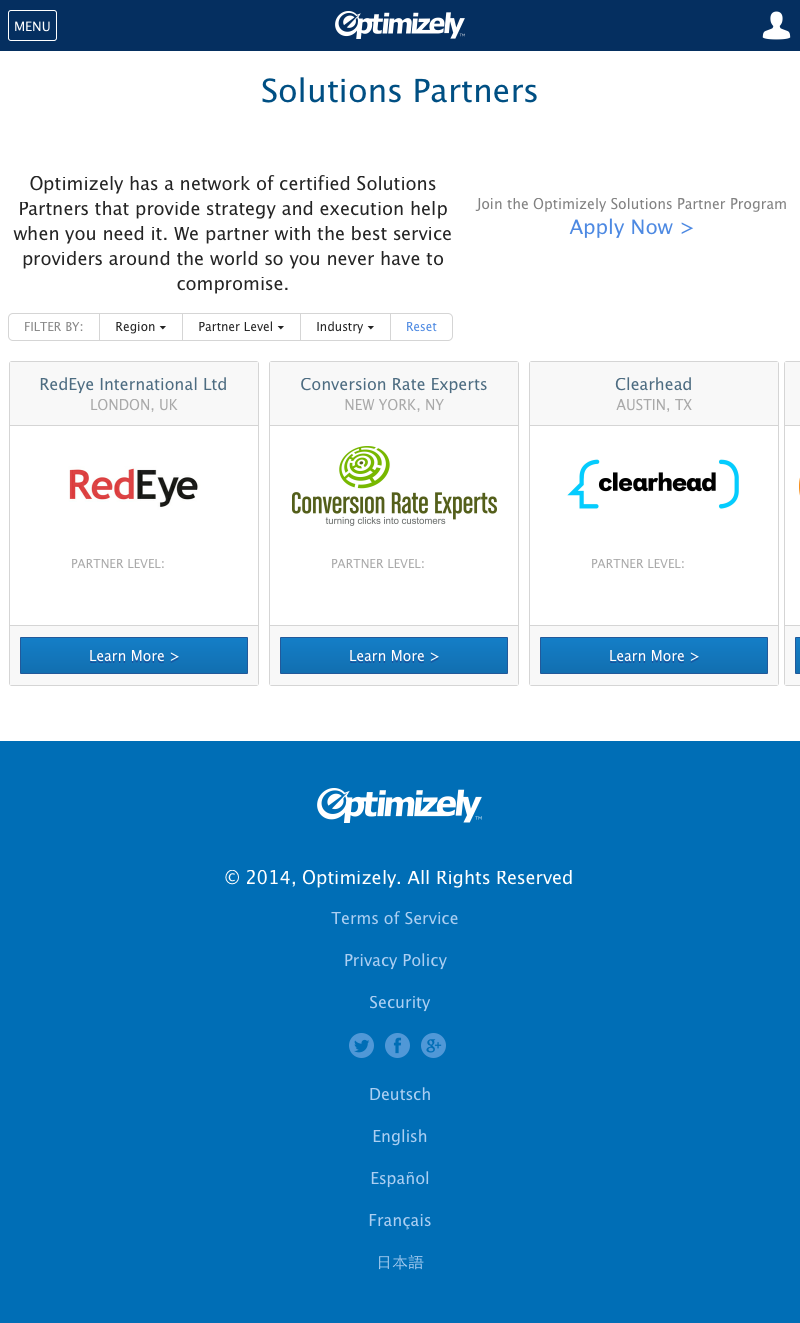 MENU
Optimizely™
Solutions Partners
Optimizely has a network of certified Solutions
Partners that provide strategy and execution help
when you need it. We partner with the best service
providers around the world so you never have to
compromise.
Join the Optimizely Solutions Partner Program
Apply Now >
FILTER BY: Region Partner Level Industry Reset
RedEye International Ltd
LONDON, UK
RedEye
PARTNER LEVEL:
Learn More >
Conversion Rate Experts
NEW YORK, NY
Conversion Rate Experts
turning clicks into customers
PARTNER LEVEL:
Learn More >
Clearhead
AUSTIN, TX
clearhead
PARTNER LEVEL:
Learn More >
Optimizely™
© 2014, Optimizely. All Rights Reserved
Terms of Service
Privacy Policy
Security
Deutsch
English
Español
Français
日本語